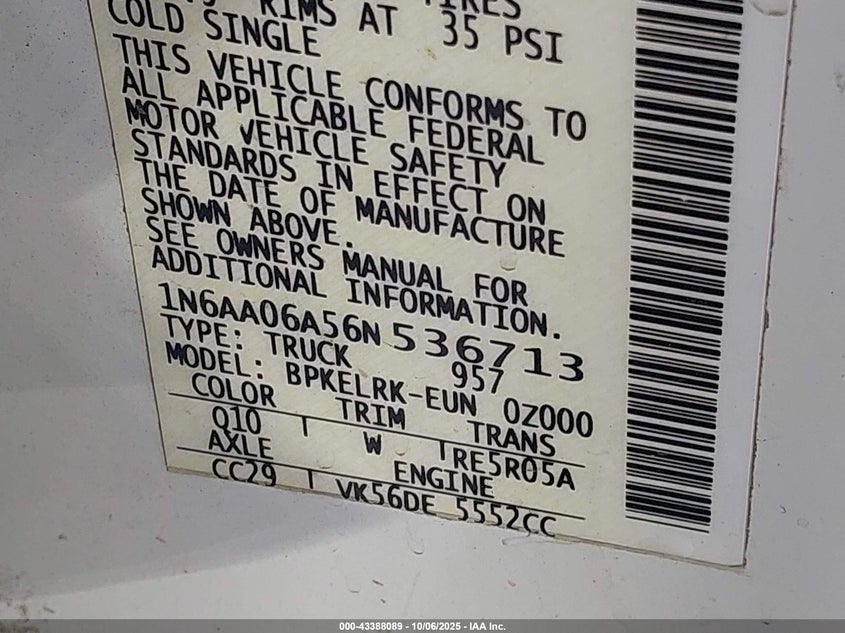 RIMS AT 35 PSI
COLD SINGLE
THIS VEHICLE CONFORMS TO
ALL APPLICABLE FEDERAL
MOTOR VEHICLE SAFETY
STANDARDS IN EFFECT ON
THE DATE OF MANUFACTURE
SHOWN ABOVE.
SEE OWNERS MANUAL FOR
ADDITIONAL INFORMATION.
1N6AA06A56N536713
TYPE: TRUCK 957
MODEL: BPKELRK-EUN 0Z000
COLOR TRIM TRANS
Q10 W RE5R05A
AXLE ENGINE
CC29 VK56DE 5552CC
000-43388089 - 10/06/2025 - IAA Inc.